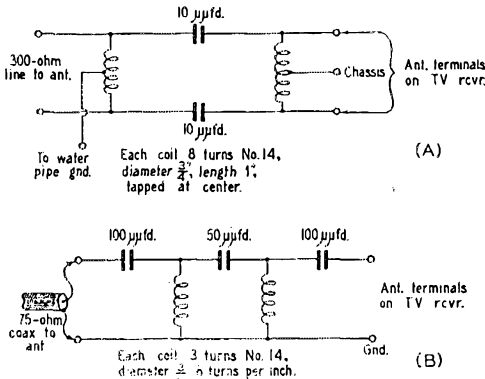 10 μμfd.
300-ohm
line to ant.
Chassis
Ant. terminals
on TV rcvr.
10 μμfd.
To water
pipe gnd.
Each coil 8 turns No.14,
diameter 3/4", length 1",
tapped at center.
(A)
100 μμfd.
50 μμfd.
100 μμfd.
75-ohm
coax to
ant
Ant. terminals
on TV rcvr.
Gnd.
Each coil 3 turns No.14,
diameter turns per inch.
(B)